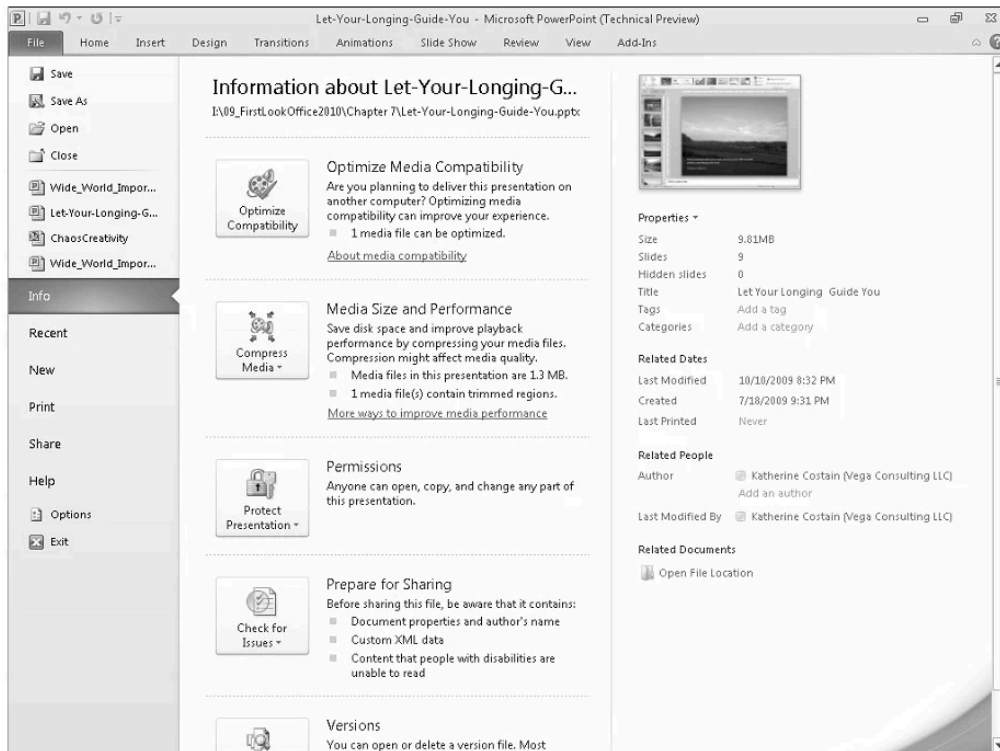 Let-Your-Longing-Guide-You - Microsoft PowerPoint (Technical Preview)
File Home Insert Design Transitions Animations Slide Show Review View Add-Ins
Save
Save As
Open
Close
Wide_World_Impor...
Let-Your-Longing-G...
ChaosCreativity
Wide_World_Impor...
Info
Recent
New
Print
Share
Help
Options
Exit
Information about Let-Your-Longing-G...
I:\09_FirstLookOffice2010\Chapter 7\Let-Your-Longing-Guide-You.pptx
Optimize
Compatibility
Optimize Media Compatibility
Are you planning to deliver this presentation on
another computer? Optimizing media
compatibility can improve your experience.
1 media file can be optimized.
About media compatibility
Compress
Media
Media Size and Performance
Save disk space and improve playback
performance by compressing your media files.
Compression might affect media quality.
Media files in this presentation are 1.3 MB.
1 media file(s) contain trimmed regions.
More ways to improve media performance
Protect
Presentation
Permissions
Anyone can open, copy, and change any part of
this presentation.
Check for
Issues
Prepare for Sharing
Before sharing this file, be aware that it contains:
Document properties and author's name
Custom XML data
Content that people with disabilities are
unable to read
Versions
You can open or delete a version file. Most
Properties
Size 9.81MB
Slides 9
Hidden slides 0
Title Let Your Longing Guide You
Tags Add a tag
Categories Add a category
Related Dates
Last Modified 10/10/2009 8:32 PM
Created 7/18/2009 9:31 PM
Last Printed Never
Related People
Author Katherine Costain (Vega Consulting LLC)
Add an author
Last Modified By Katherine Costain (Vega Consulting LLC)
Related Documents
Open File Location